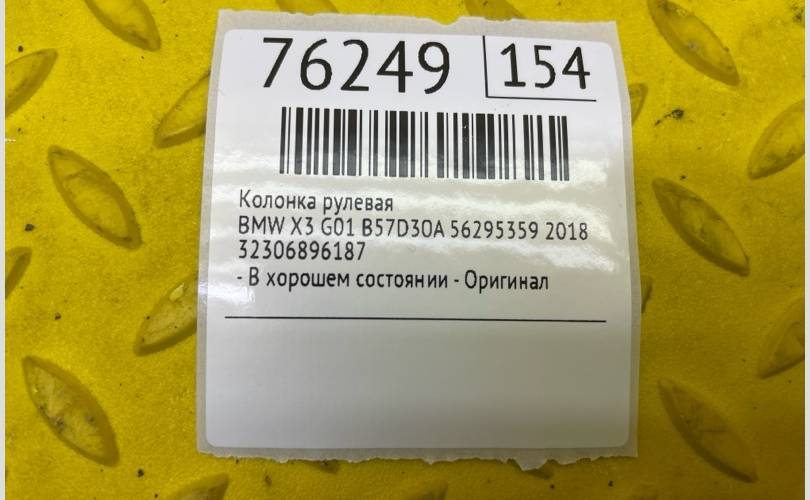 76249 154
Колонка рулевая
BMW X3 G01 B57D30A 56295359 2018
32306896187
- В хорошем состоянии - Оригинал